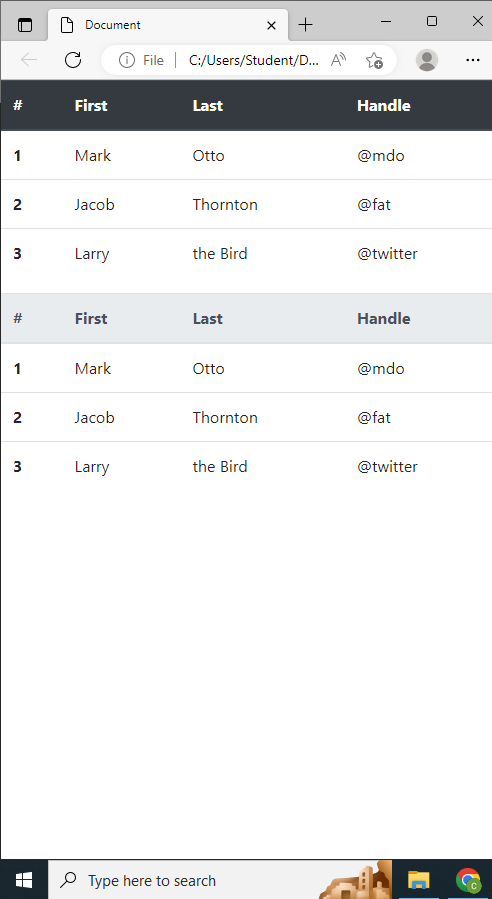 Document
File C:/Users/Student/D...
# First Last Handle
1 Mark Otto @mdo
2 Jacob Thornton @fat
3 Larry the Bird @twitter
# First Last Handle
1 Mark Otto @mdo
2 Jacob Thornton @fat
3 Larry the Bird @twitter
Type here to search
C